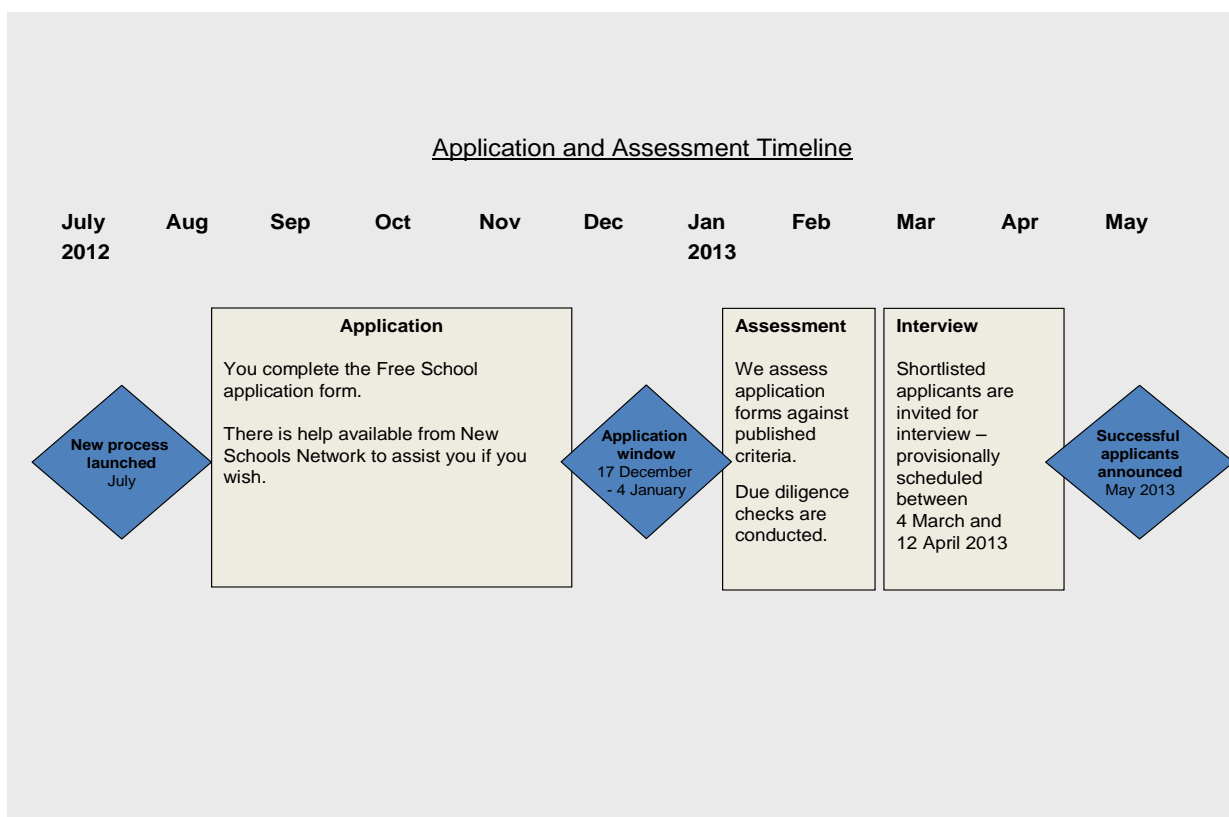 Application and Assessment Timeline
July Aug Sep Oct Nov Dec Jan Feb Mar Apr May
2012 2013
New process
launched
July
Application
You complete the Free School
application form.
There is help available from New
Schools Network to assist you if you
wish.
Application
window
17 December
- 4 January
Assessment
We assess
application
forms against
published
criteria.
Due diligence
checks are
conducted.
Interview
Shortlisted
applicants are
invited for
interview –
provisionally
scheduled
between
4 March and
12 April 2013
Successful
applicants
announced
May 2013